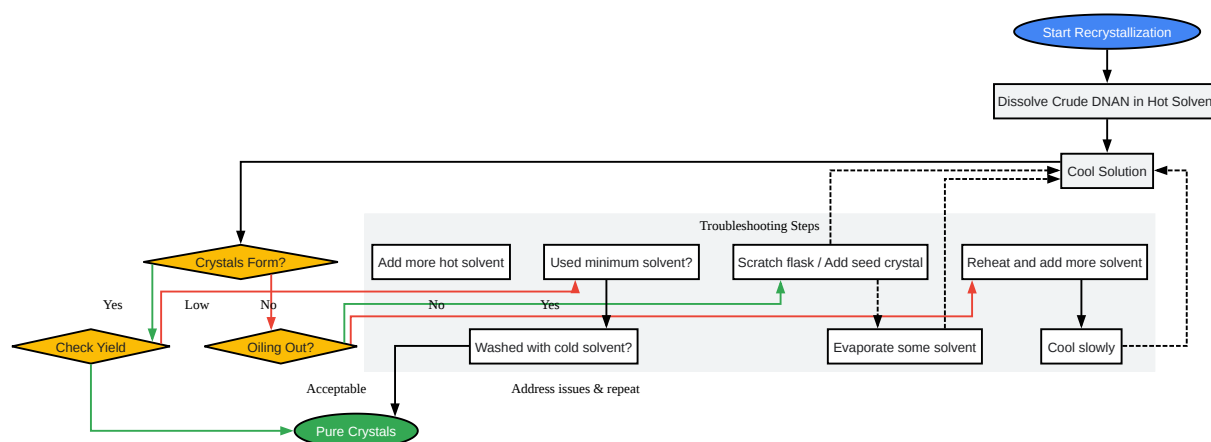 Start Recrystallization
Dissolve Crude DNAN in Hot Solven
Cool Solution
Troubleshooting Steps
Crystals Form?
Add more hot solvent
Used minimum solvent?
Scratch flask / Add seed crystal
Reheat and add more solvent
Yes
Low
No
No
Yes
Check Yield
Oiling Out?
Washed with cold solvent?
Evaporate some solvent
Cool slowly
Acceptable
Address issues & repeat
Pure Crystals